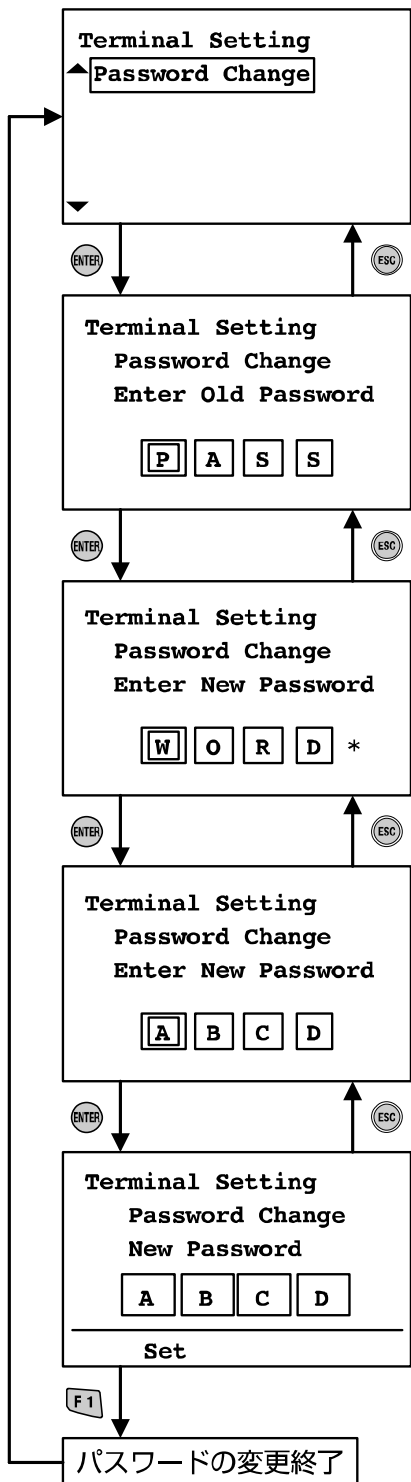 Terminal Setting
Password Change
ENTER ESC
Terminal Setting
Password Change
Enter Old Password
P A S S
ENTER ESC
Terminal Setting
Password Change
Enter New Password
W O R D *
ENTER ESC
Terminal Setting
Password Change
Enter New Password
A B C D
ENTER ESC
Terminal Setting
Password Change
New Password
A B C D
Set
F1
パスワードの変更終了